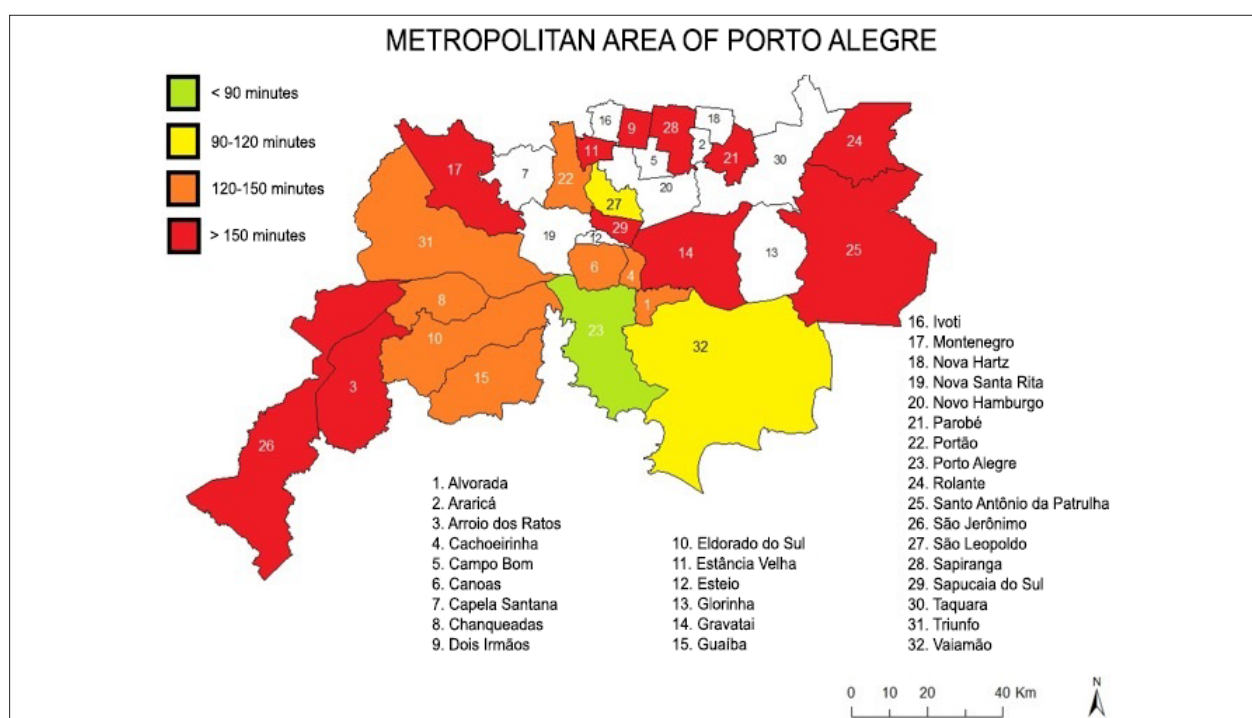 METROPOLITAN AREA OF PORTO ALEGRE
< 90 minutes
90-120 minutes
120-150 minutes
> 150 minutes
16
9
28
18
2
24
11
5
21
30
17
7
22
20
27
29
12
19
14
13
25
31
6
4
8
1
23
10
32
15
3
26
1. Alvorada
2. Araricá
3. Arroio dos Ratos
4. Cachoeirinha
5. Campo Bom
6. Canoas
7. Capela Santana
8. Chanqueadas
9. Dois Irmãos
10. Eldorado do Sul
11. Estância Velha
12. Esteio
13. Glorinha
14. Gravatai
15. Guaíba
16. Ivoti
17. Montenegro
18. Nova Hartz
19. Nova Santa Rita
20. Novo Hamburgo
21. Parobé
22. Portão
23. Porto Alegre
24. Rolante
25. Santo Antônio da Patrulha
26. São Jerônimo
27. São Leopoldo
28. Sapiranga
29. Sapucaia do Sul
30. Taquara
31. Triunfo
32. Vaiamão
0 10 20 40 Km
N